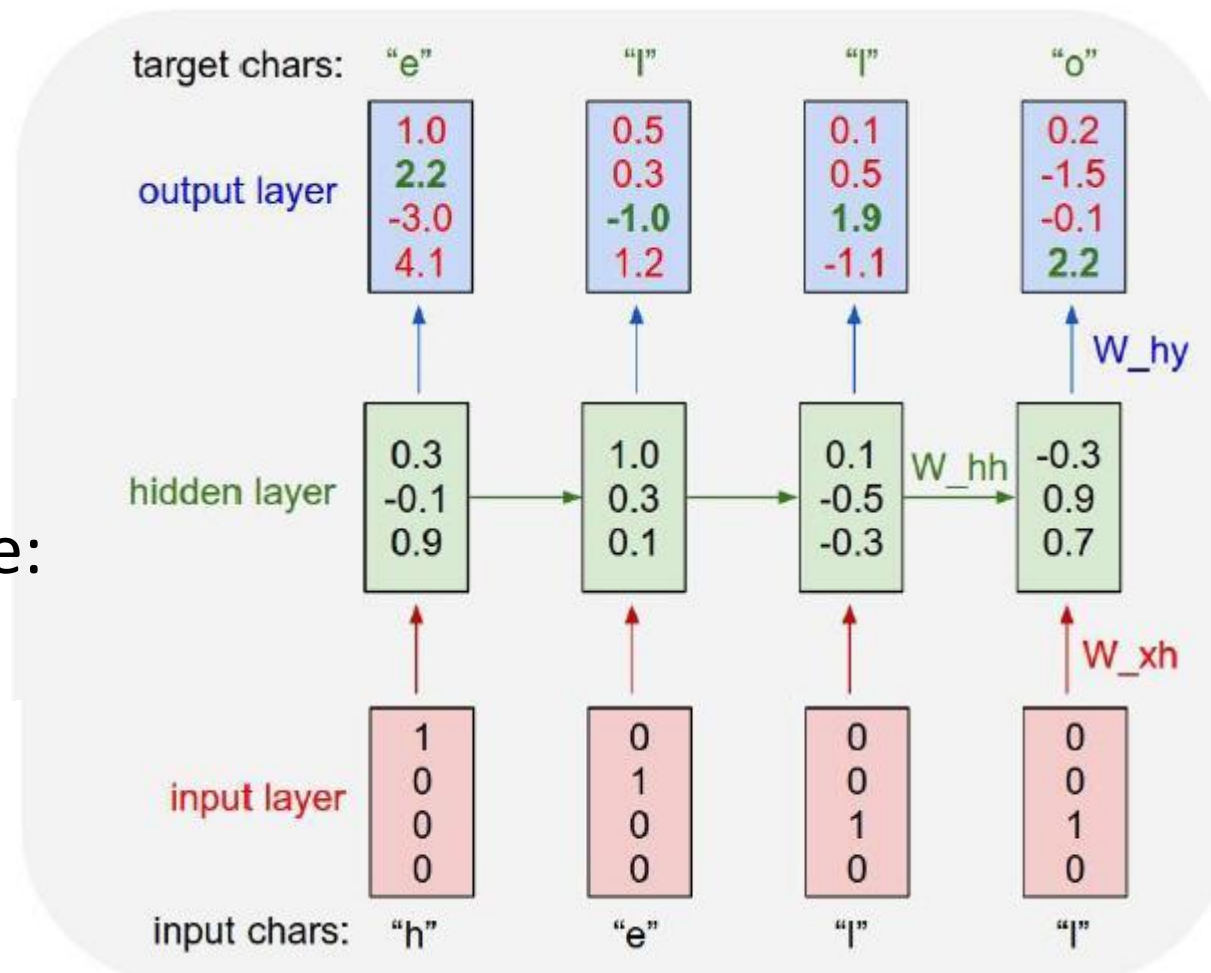 target chars: “e” “l” “l” “o”
1.0 0.5 0.1 0.2
2.2 0.3 0.5 -1.5
output layer
-3.0 -1.0 1.9 -0.1
4.1 1.2 -1.1 2.2
W_hy
0.3 1.0 0.1 W_hh -0.3
hidden layer -0.1 0.3 -0.5 0.9
0.9 0.1 -0.3 0.7
e:
W_xh
1 0 0 0
0 1 0 0
input layer
0 0 1 1
0 0 0 0
input chars: “h” “e” “l” “l”